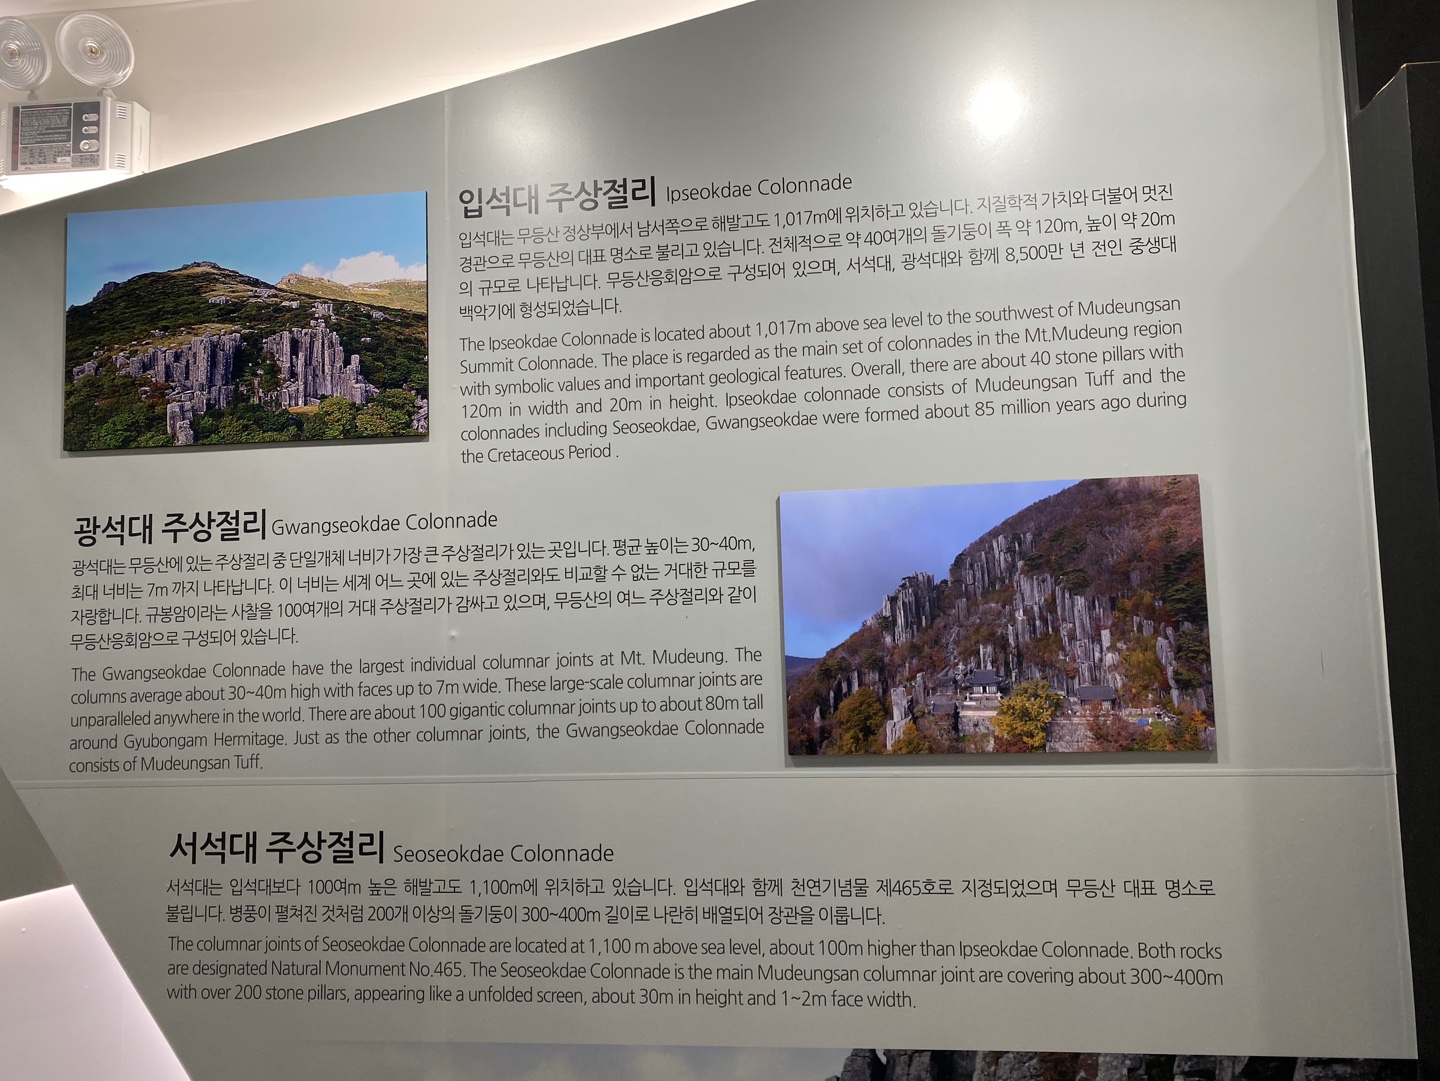 입석대 주상절리 Ipseokdae Colonnade
입석대는 무등산 정상부에서 남서쪽으로 해발고도 1,017m에 위치하고 있습니다. 지질학적 가치와 더불어 멋진
경관으로 무등산의 대표 명소로 불리고 있습니다. 전체적으로 약 40여개의 돌기둥이 폭 약 120m, 높이 약 20m
의 규모로 나타납니다. 무등산응회암으로 구성되어 있으며, 서석대, 광석대와 함께 8,500만 년 전인 중생대
백악기에 형성되었습니다.
The Ipseokdae Colonnade is located about 1,017m above sea level to the southwest of Mudeungsan
Summit Colonnade. The place is regarded as the main set of colonnades in the Mt.Mudeung region
with symbolic values and important geological features. Overall, there are about 40 stone pillars with
120m in width and 20m in height. Ipseokdae colonnade consists of Mudeungsan Tuff and the
colonnades including Seoseokdae, Gwangseokdae were formed about 85 million years ago during
the Cretaceous Period .
광석대 주상절리 Gwangseokdae Colonnade
광석대는 무등산에 있는 주상절리 중 단일개체 너비가 가장 큰 주상절리가 있는 곳입니다. 평균 높이는 30~40m,
최대 너비는 7m 까지 나타납니다. 이 너비는 세계 어느 곳에 있는 주상절리와도 비교할 수 없는 거대한 규모를
자랑합니다. 규봉암이라는 사찰을 100여개의 거대 주상절리가 감싸고 있으며, 무등산의 여느 주상절리와 같이
무등산응회암으로 구성되어 있습니다.
The Gwangseokdae Colonnade have the largest individual columnar joints at Mt. Mudeung. The
columns average about 30~40m high with faces up to 7m wide. These large-scale columnar joints are
unparalleled anywhere in the world. There are about 100 gigantic columnar joints up to about 80m tall
around Gyubongam Hermitage. Just as the other columnar joints, the Gwangseokdae Colonnade
consists of Mudeungsan Tuff.
서석대 주상절리 Seoseokdae Colonnade
서석대는 입석대보다 100여m 높은 해발고도 1,100m에 위치하고 있습니다. 입석대와 함께 천연기념물 제465호로 지정되었으며 무등산 대표 명소로
불립니다. 병풍이 펼쳐진 것처럼 200개 이상의 돌기둥이 300~400m 길이로 나란히 배열되어 장관을 이룹니다.
The columnar joints of Seoseokdae Colonnade are located at 1,100 m above sea level, about 100m higher than Ipseokdae Colonnade. Both rocks
are designated Natural Monument No.465. The Seoseokdae Colonnade is the main Mudeungsan columnar joint are covering about 300~400m
with over 200 stone pillars, appearing like a unfolded screen, about 30m in height and 1~2m face width.